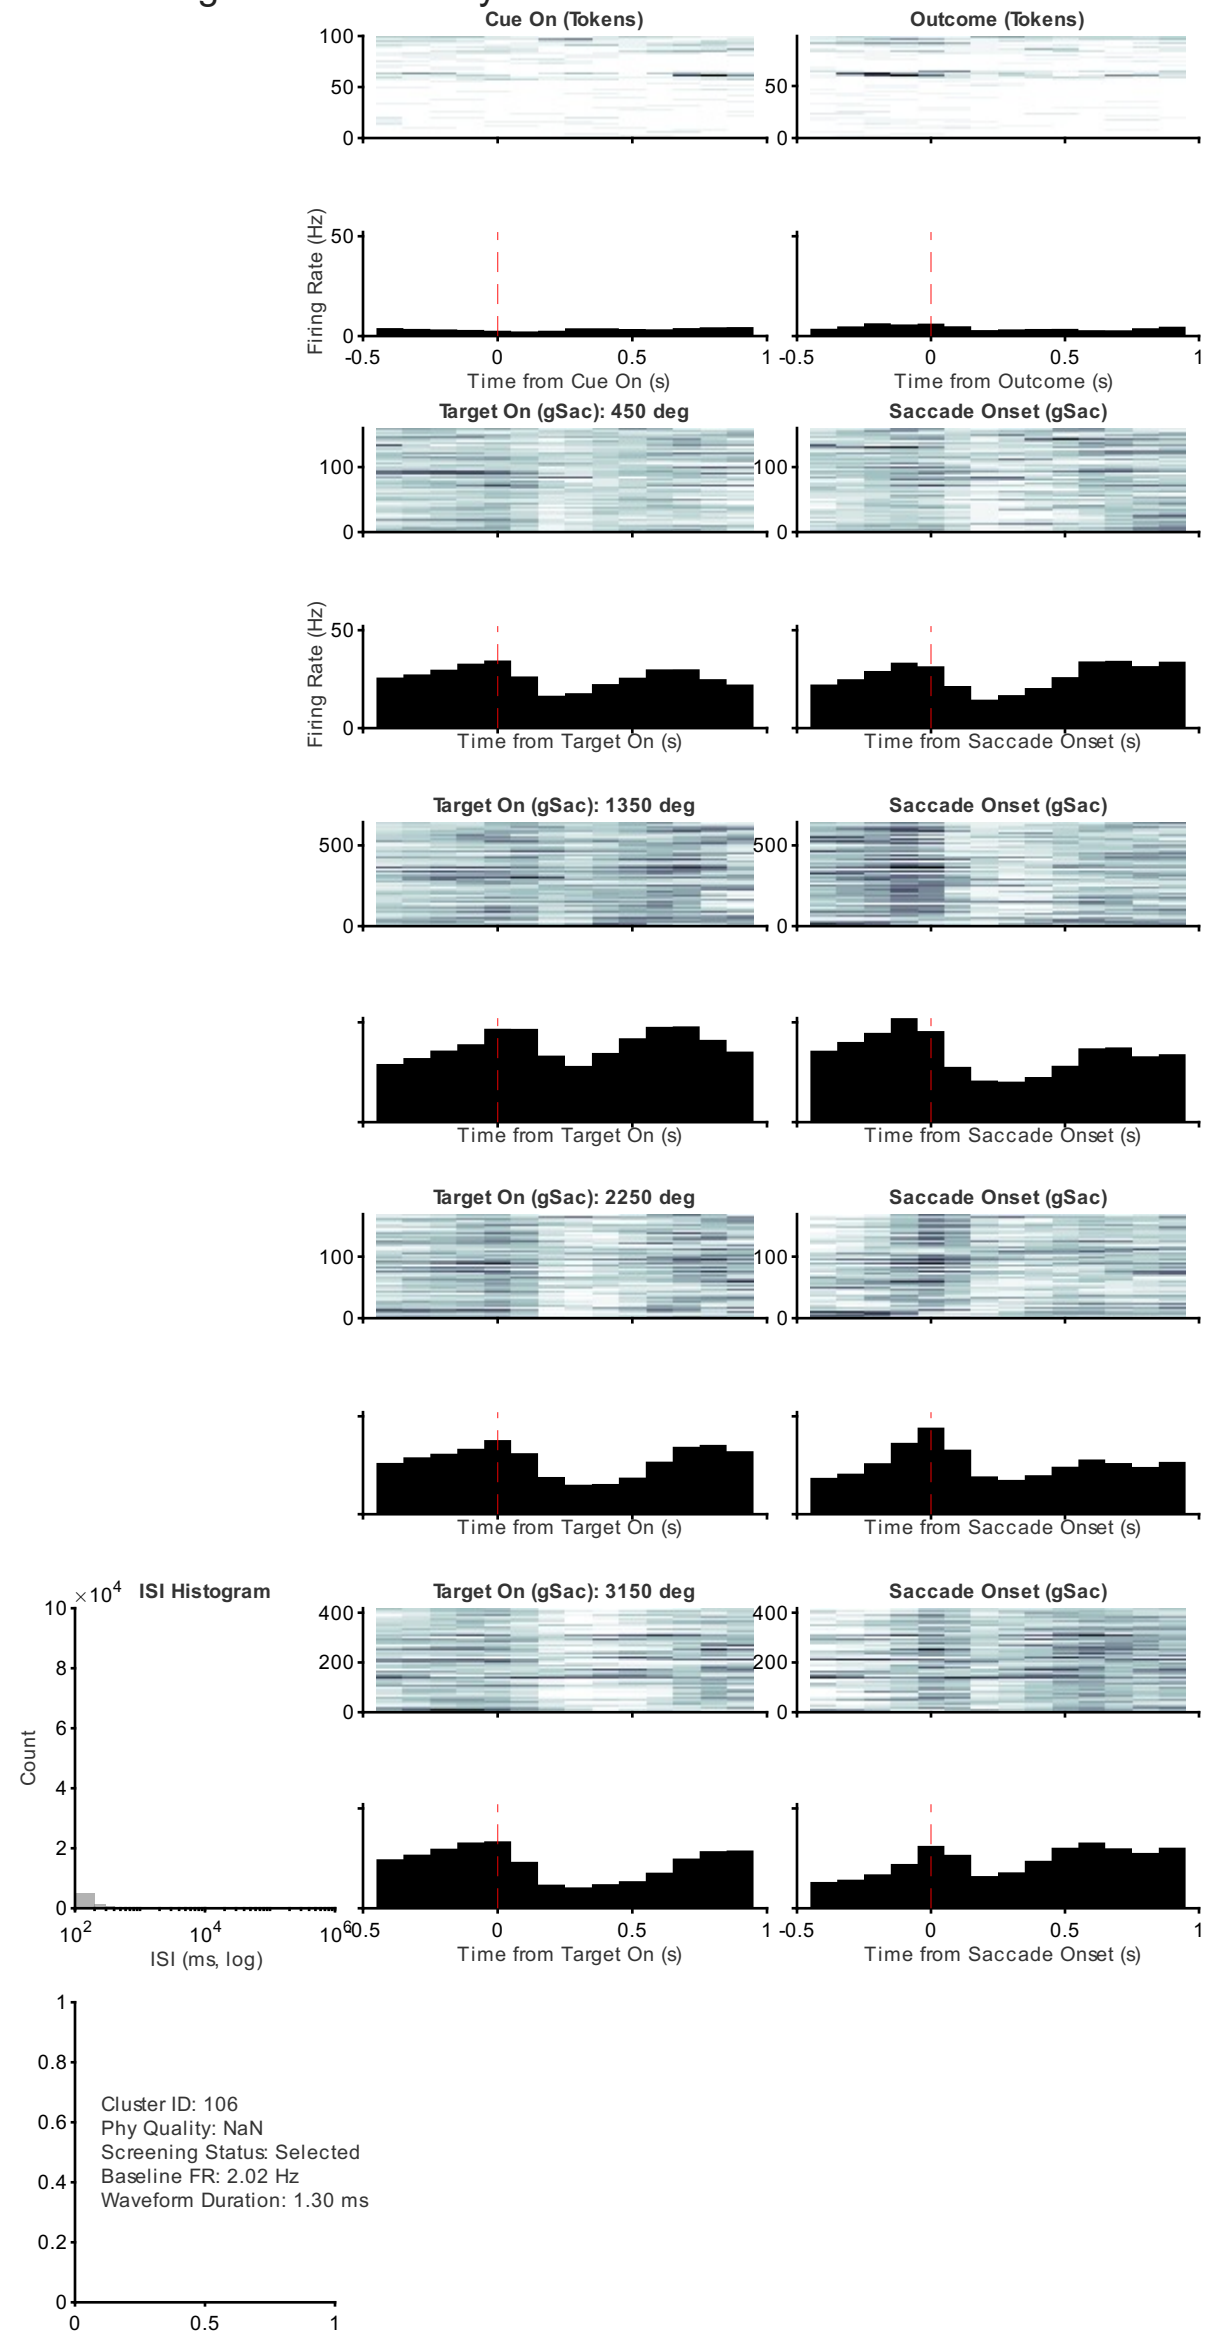 Cue On (Tokens)
Outcome (Tokens)
100
50
0
50
0
Firing Rate (Hz)
50
0
-0.5
0
0.5
1
-0.5
0
0.5
1
Time from Cue On (s)
Time from Outcome (s)
Target On (gSac): 450 deg
Saccade Onset (gSac)
100
0
100
0
Firing Rate (Hz)
50
0
Time from Target On (s)
Time from Saccade Onset (s)
Target On (gSac): 1350 deg
Saccade Onset (gSac)
500
0
500
0
Time from Target On (s)
Time from Saccade Onset (s)
Target On (gSac): 2250 deg
Saccade Onset (gSac)
100
0
100
0
Time from Target On (s)
Time from Saccade Onset (s)
×10^4
ISI Histogram
Target On (gSac): 3150 deg
Saccade Onset (gSac)
10
8
6
4
2
0
Count
10^2
10^4
10^6
ISI (ms, log)
400
200
0
400
200
0
-0.5
0
0.5
1
-0.5
0
0.5
1
Time from Target On (s)
Time from Saccade Onset (s)
1
0.8
0.6
0.4
0.2
0
Cluster ID: 106
Phy Quality: NaN
Screening Status: Selected
Baseline FR: 2.02 Hz
Waveform Duration: 1.30 ms
0
0.5
1